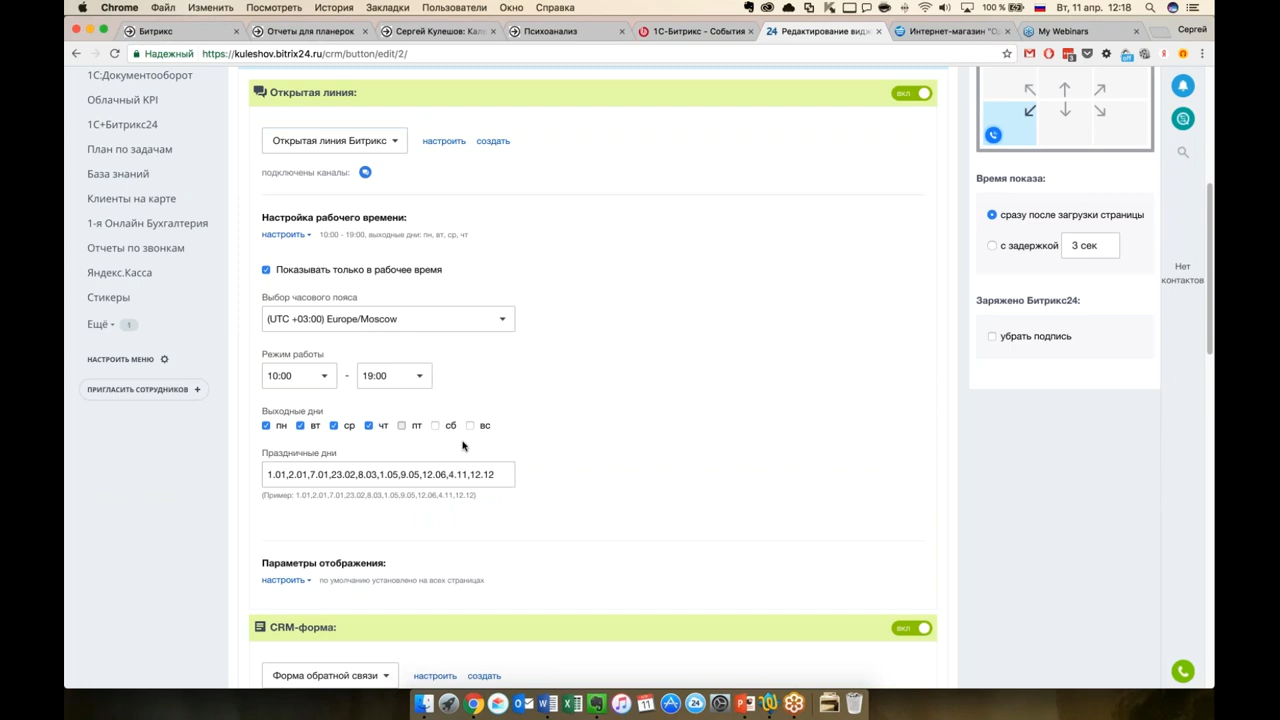 Chrome Файл Изменить Посмотреть История Закладки Пользователи Окно Справка
100 % Вт, 11 апр. 12:18
Битрикс
Отчеты для планерок
Сергей Кулешов: Кал
Психоанализ
1С-Битрикс - События
24 Редактирование вид
Интернет-магазин "О
My Webinars
Сергей
Надежный https://kuleshov.bitrix24.ru/crm/button/edit/2/
1С:Документооборот
Облачный KPI
1С+Битрикс24
План по задачам
База знаний
Клиенты на карте
1-я Онлайн Бухгалтерия
Отчеты по звонкам
Яндекс.Касса
Стикеры
Ещё 1
НАСТРОИТЬ МЕНЮ
ПРИГЛАСИТЬ СОТРУДНИКОВ +
Открытая линия:
вкл
Открытая линия Битрикс
настроить
создать
подключены каналы:
Настройка рабочего времени:
настроить 10:00 - 19:00, выходные дни: пн, вт, ср, чт
Показывать только в рабочее время
Выбор часового пояса
(UTC +03:00) Europe/Moscow
Режим работы
10:00 - 19:00
Выходные дни
пн вт ср чт пт сб вс
Праздничные дни
1.01,2.01,7.01,23.02,8.03,1.05,9.05,12.06,4.11,12.12
(Пример: 1.01,2.01,7.01,23.02,8.03,1.05,9.05,12.06,4.11,12.12)
Параметры отображения:
настроить по умолчанию установлено на всех страницах
CRM-форма:
вкл
Форма обратной связи
настроить
создать
Время показа:
сразу после загрузки страницы
с задержкой 3 сек
Заряжено Битрикс24:
убрать подпись
Нет
контактов